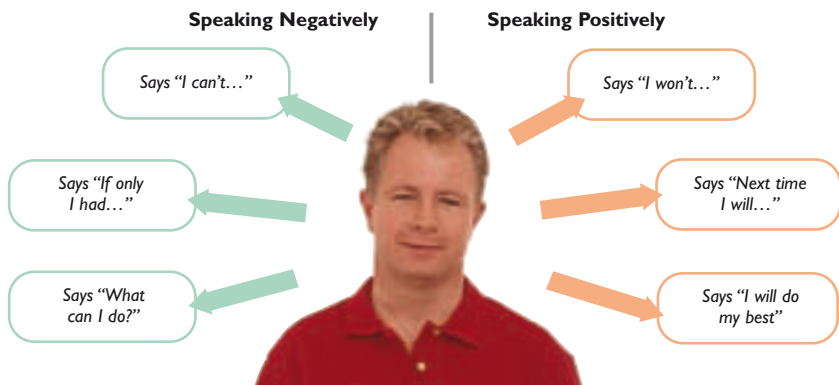 Speaking Negatively
Speaking Positively
Says “I can’t…”
Says “I won’t…”
Says “If only
I had…”
Says “Next time
I will…”
Says “What
can I do?”
Says “I will do
my best”